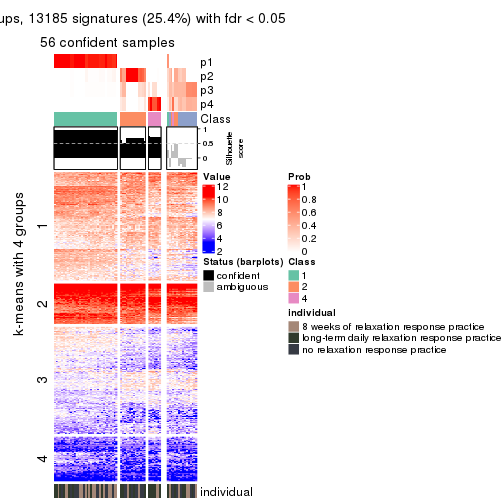 ups, 13185 signatures (25.4%) with fdr < 0.05
56 confident samples
p1
p2
p3
p4
Class
1
0.5
0
Silhouette
score
k-means with 4 groups
1
2
3
4
individual
Value
12
10
8
6
4
2
Status (barplots)
confident
ambiguous
Prob
1
0.8
0.6
0.4
0.2
0
Class
1
2
4
individual
8 weeks of relaxation response practice
long-term daily relaxation response practice
no relaxation response practice